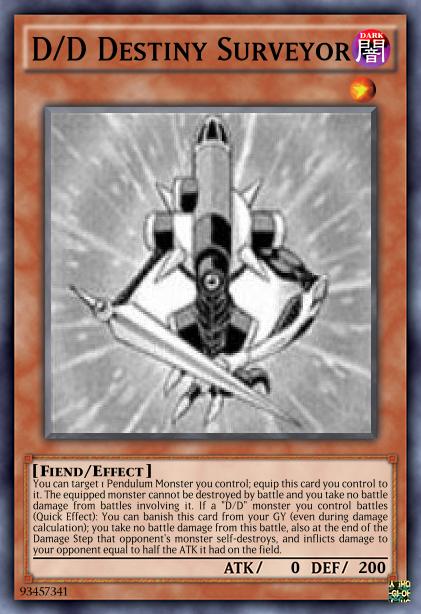 D/D Destiny Surveyor
DARK
闇
[Fiend/Effect]
You can target 1 Pendulum Monster you control; equip this card you control to
it. The equipped monster cannot be destroyed by battle and you take no battle
damage from battles involving it. If a "D/D" monster you control battles
(Quick Effect): You can banish this card from your GY (even during damage
calculation); you take no battle damage from this battle, also at the end of the
Damage Step that opponent's monster self-destroys, and inflicts damage to
your opponent equal to half the ATK it had on the field.
ATK/ 0 DEF/ 200
93457341